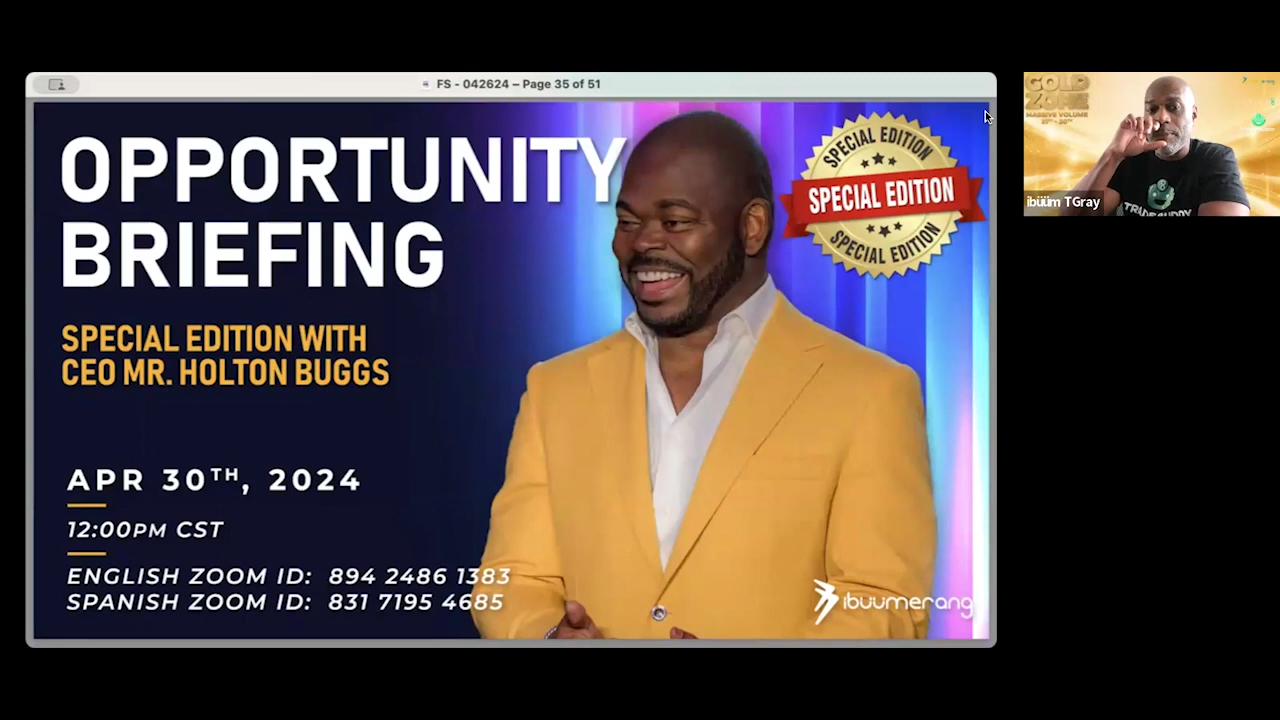 FS - 042624 – Page 35 of 51
OPPORTUNITY
BRIEFING
SPECIAL EDITION WITH
CEO MR. HOLTON BUGGS
APR 30TH, 2024
12:00PM CST
ENGLISH ZOOM ID: 894 2486 1383
SPANISH ZOOM ID: 831 7195 4685
SPECIAL EDITION
SPECIAL EDITION
SPECIAL EDITION
ibuumerang
GOLD
ZONE
MASSIVE VOLUME
TRADEBUDDY
ibüüm TGray